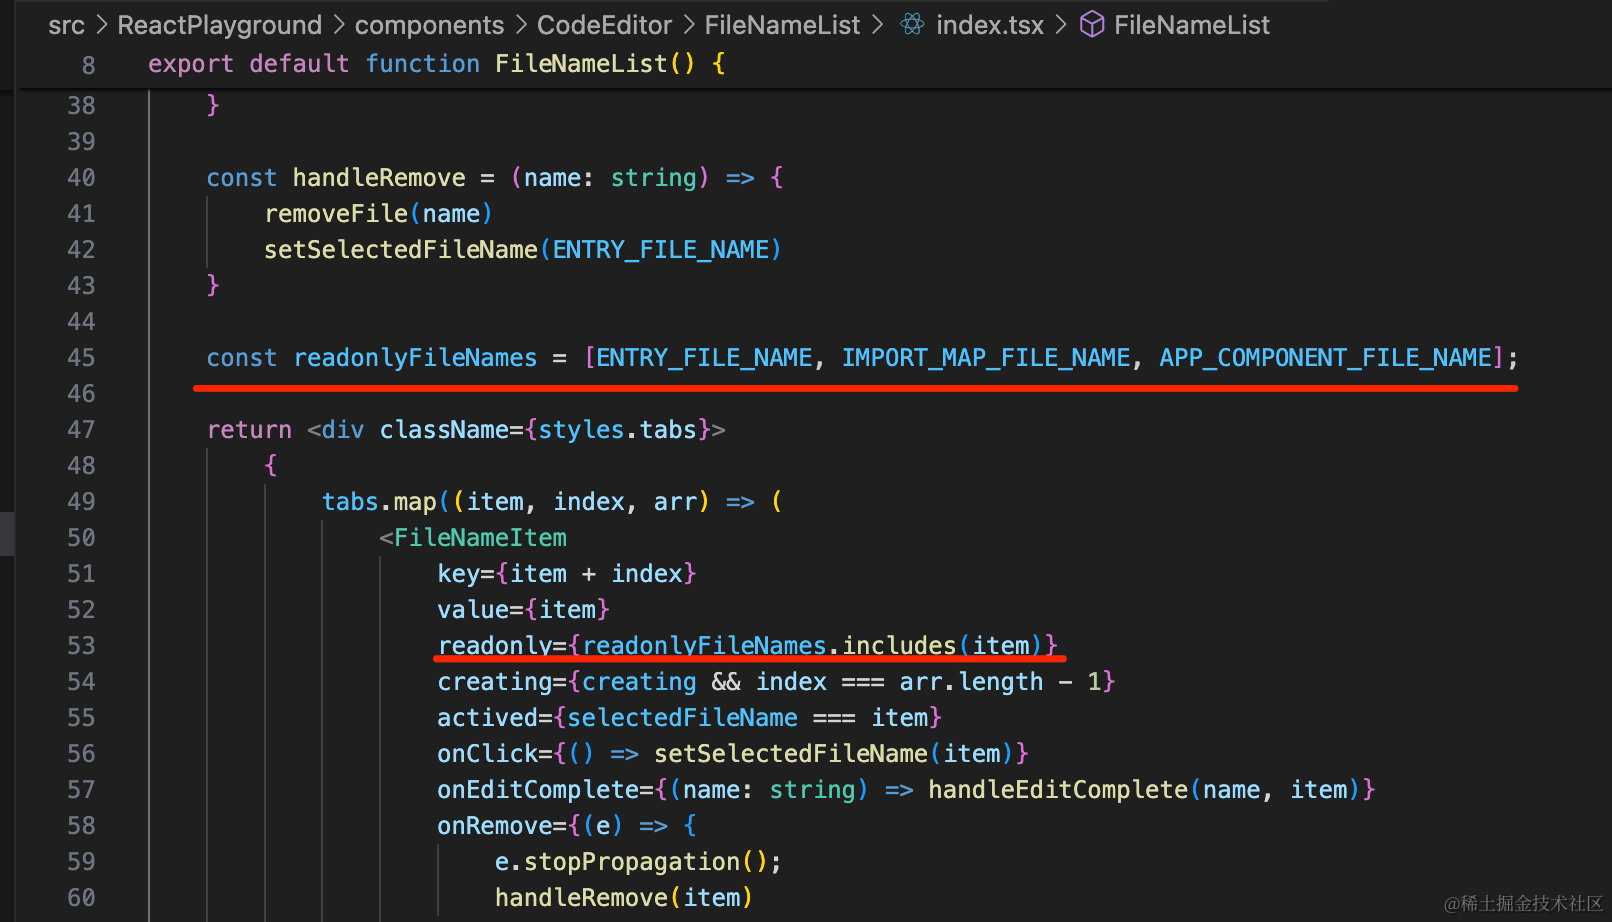 src > ReactPlayground > components > CodeEditor > FileNameList > index.tsx > FileNameList
8 export default function FileNameList() {
38 }
39
40 const handleRemove = (name: string) => {
41 removeFile(name)
42 setSelectedFileName(ENTRY_FILE_NAME)
43 }
44
45 const readonlyFileNames = [ENTRY_FILE_NAME, IMPORT_MAP_FILE_NAME, APP_COMPONENT_FILE_NAME];
46
47 return <div className={styles.tabs}>
48 {
49 tabs.map((item, index, arr) => (
50 <FileNameItem
51 key={item + index}
52 value={item}
53 readonly={readonlyFileNames.includes(item)}
54 creating={creating && index === arr.length - 1}
55 actived={selectedFileName === item}
56 onClick={() => setSelectedFileName(item)}
57 onEditComplete={(name: string) => handleEditComplete(name, item)}
58 onRemove={(e) => {
59 e.stopPropagation();
60 handleRemove(item)
@稀土掘金技术社区